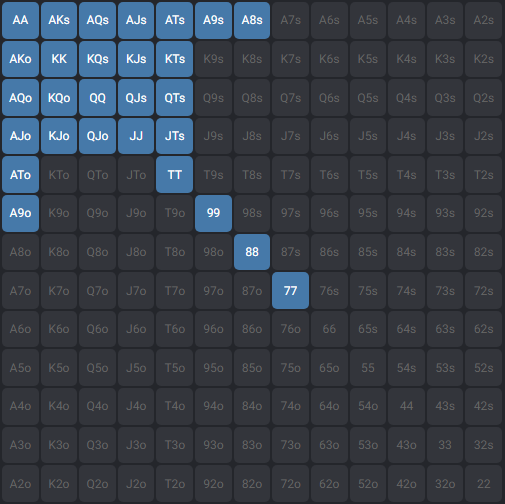 AA AKs AQs AJs ATs A9s A8s A7s A6s A5s A4s A3s A2s
AKo KK KQs KJs KTs K9s K8s K7s K6s K5s K4s K3s K2s
AQo KQo QQ QJs QTs Q9s Q8s Q7s Q6s Q5s Q4s Q3s Q2s
AJo KJo QJo JJ JTs J9s J8s J7s J6s J5s J4s J3s J2s
ATo KTo QTo JTo TT T9s T8s T7s T6s T5s T4s T3s T2s
A9o K9o Q9o J9o T9o 99 98s 97s 96s 95s 94s 93s 92s
A8o K8o Q8o J8o T8o 98o 88 87s 86s 85s 84s 83s 82s
A7o K7o Q7o J7o T7o 97o 87o 77 76s 75s 74s 73s 72s
A6o K6o Q6o J6o T6o 96o 86o 76o 66 65s 64s 63s 62s
A5o K5o Q5o J5o T5o 95o 85o 75o 65o 55 54s 53s 52s
A4o K4o Q4o J4o T4o 94o 84o 74o 64o 54o 44 43s 42s
A3o K3o Q3o J3o T3o 93o 83o 73o 63o 53o 43o 33 32s
A2o K2o Q2o J2o T2o 92o 82o 72o 62o 52o 42o 32o 22